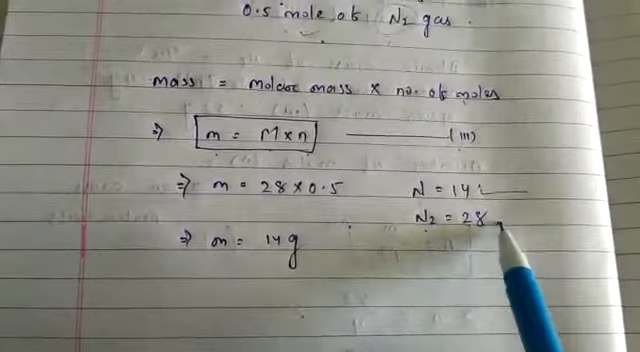 0.5 mole of N₂ gas.
mass = molar mass × no. of moles
⇒ m = M×n ——— (III)
⇒ m = 28×0.5 N = 14
N₂ = 28
⇒ m = 14g